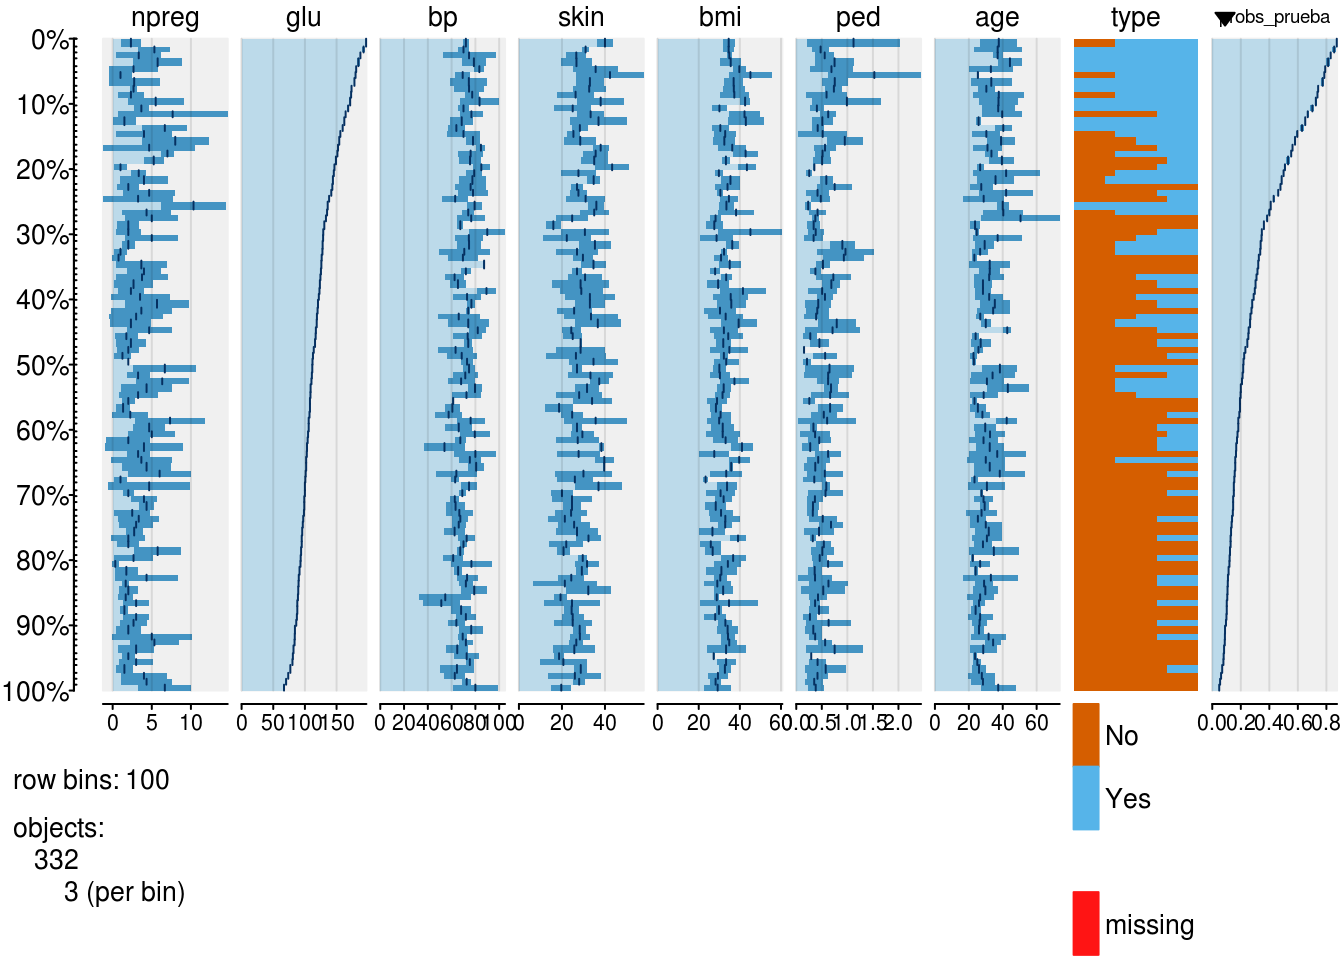 npreg glu bp skin bmi ped age type obs_prueba
0%
10%
20%
30%
40%
50%
60%
70%
80%
90%
100%
0 5 10 0 50 100 150 0 20 40 60 80 100 0 20 40 0 20 40 60 0.0 0.5 1.0 1.5 2.0 0 20 40 60 0.0 0.2 0.4 0.6 0.8
No
row bins: 100
Yes
objects:
332
3 (per bin)
missing